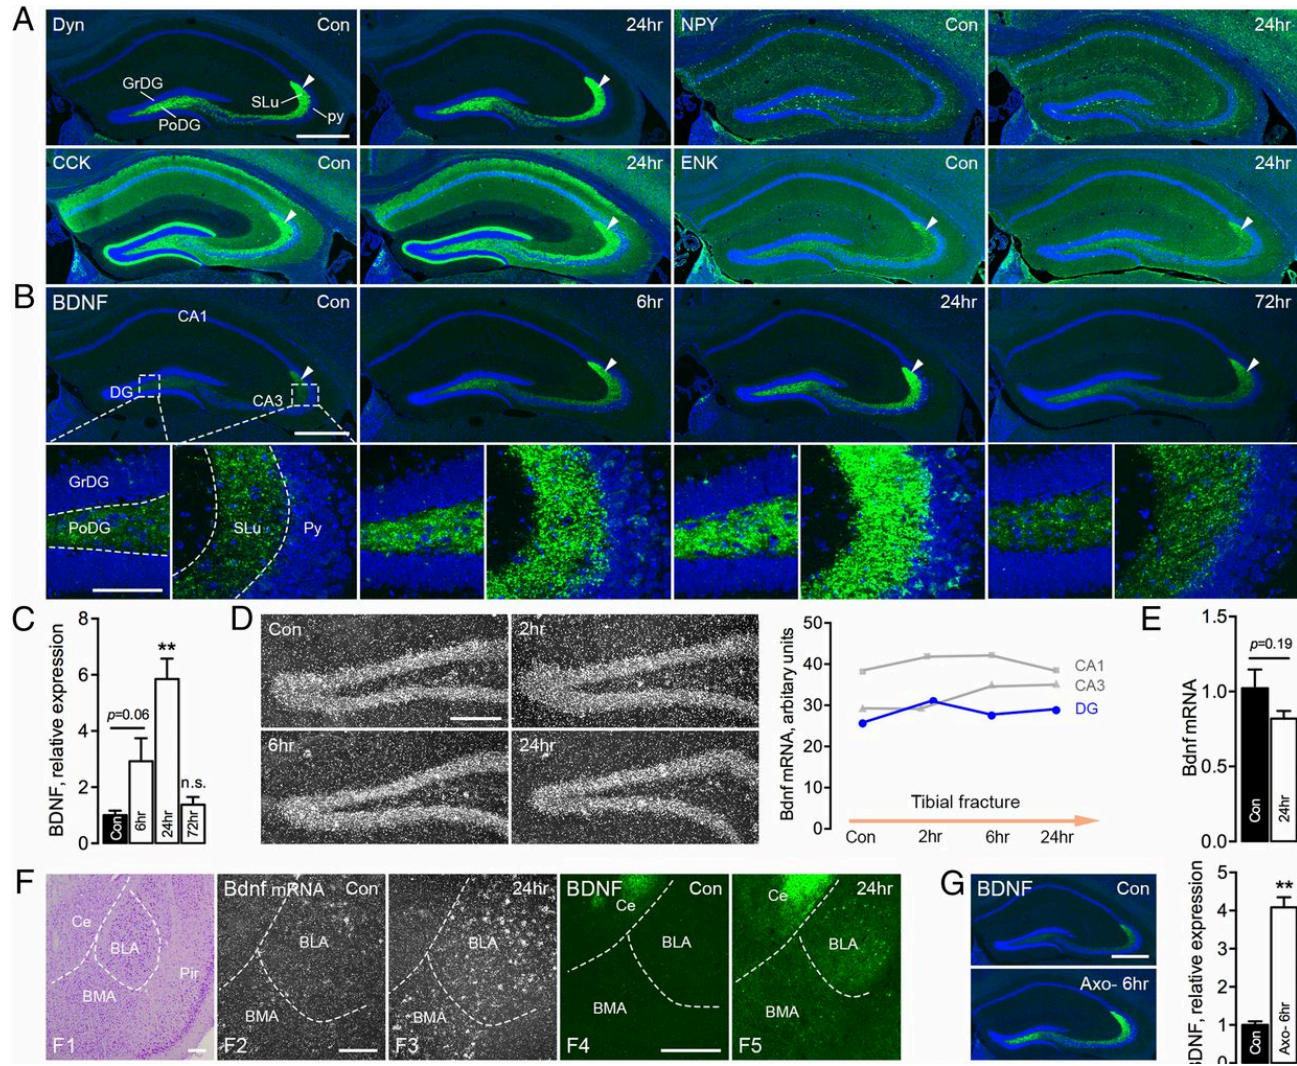 A
Dyn Con
GrDG
PoDG
SLu
py
24hr
NPY Con
24hr
CCK Con
24hr
ENK Con
24hr
B
BDNF Con
CA1
DG
CA3
6hr
24hr
72hr
GrDG
PoDG
SLu
Py
C
BDNF, relative expression
8
6
4
2
0
p=0.06
**
n.s.
Con
6hr
24hr
72hr
D
Con
2hr
6hr
24hr
Bdnf mRNA, arbitary units
50
40
30
20
10
0
CA1
CA3
DG
Tibial fracture
Con 2hr 6hr 24hr
E
Bdnf mRNA
1.5
1.0
0.5
0.0
p=0.19
Con
24hr
F
Ce
BLA
Pir
BMA
F1
Bdnf mRNA Con
BLA
BMA
F2
24hr
BLA
BMA
F3
BDNF Con
Ce
BLA
BMA
F4
24hr
Ce
BLA
BMA
F5
G
BDNF Con
Axo- 6hr
BDNF, relative expression
5
4
3
2
1
0
**
Con
Axo- 6hr